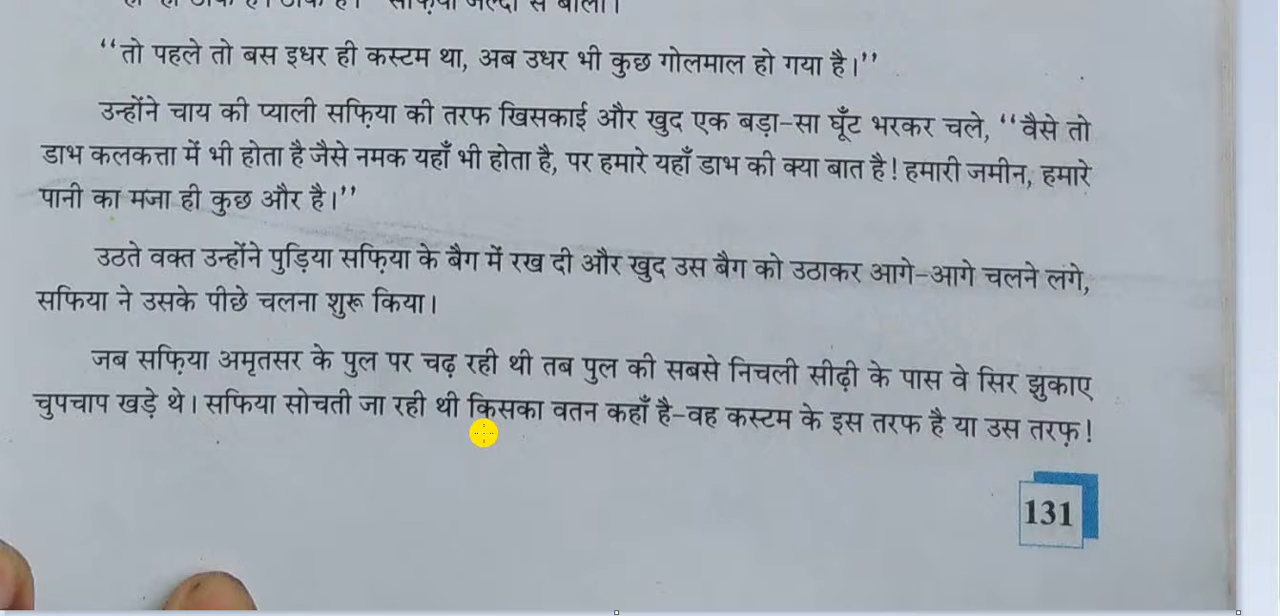 सफ़िया जल्दी से बोली।
‘‘तो पहले तो बस इधर ही कस्टम था, अब उधर भी कुछ गोलमाल हो गया है।’’
उन्होंने चाय की प्याली सफ़िया की तरफ खिसकाई और खुद एक बड़ा-सा घूँट भरकर चले, ‘‘वैसे तो
डाभ कलकत्ता में भी होता है जैसे नमक यहाँ भी होता है, पर हमारे यहाँ डाभ की क्या बात है! हमारी जमीन, हमारे
पानी का मजा ही कुछ और है।’’
उठते वक्त उन्होंने पुड़िया सफ़िया के बैग में रख दी और खुद उस बैग को उठाकर आगे-आगे चलने लगे,
सफिया ने उसके पीछे चलना शुरू किया।
जब सफ़िया अमृतसर के पुल पर चढ़ रही थी तब पुल की सबसे निचली सीढ़ी के पास वे सिर झुकाए
चुपचाप खड़े थे। सफिया सोचती जा रही थी किसका वतन कहाँ है-वह कस्टम के इस तरफ है या उस तरफ़!
131